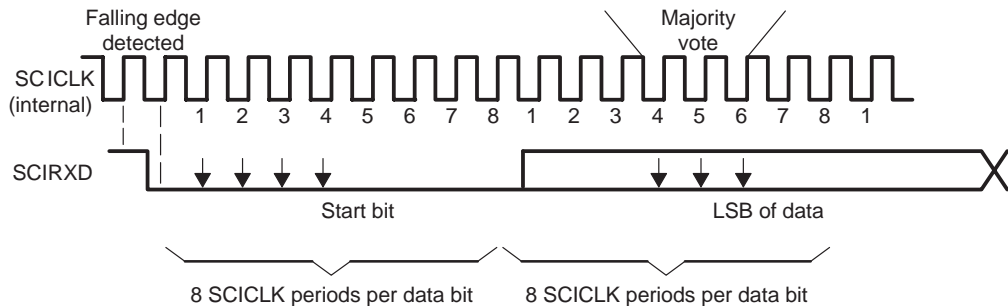 Falling edge
detected
Majority
vote
SCICLK
(internal)
1 2 3 4 5 6 7 8 1 2 3 4 5 6 7 8 1
SCIRXD
Start bit
LSB of data
8 SCICLK periods per data bit
8 SCICLK periods per data bit